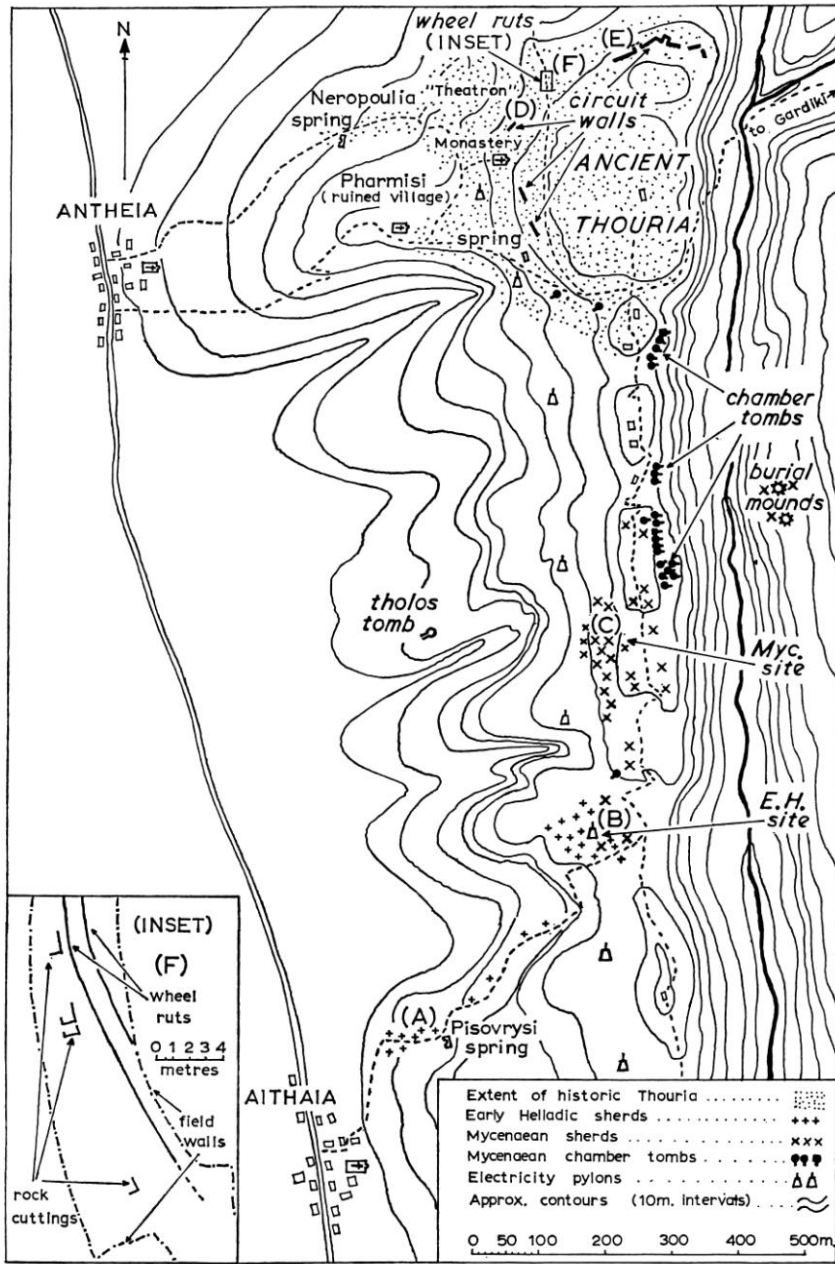 N
wheel ruts
(INSET)
(E)
(F)
"Theatron"
Neropoulia
spring
(D)
circuit
walls
Monastery
to Gardiki
ANCIENT
THOURIA
Pharmisi
(ruined village)
ANTHEIA
spring
chamber
tombs
burial
mounds
tholos
tomb
(C)
Myc.
site
(B)
E.H.
site
(A)
Pisovrysi
spring
AITHAIA
(INSET)
(F)
wheel
ruts
0 1 2 3 4
metres
field
walls
rock
cuttings
Extent of historic Thouria ........
Early Helladic sherds ........ +++
Mycenaean sherds ........ xxx
Mycenaean chamber tombs ........
Electricity pylons ........
Approx. contours (10m. intervals) ....
0 50 100 200 300 400 500m.